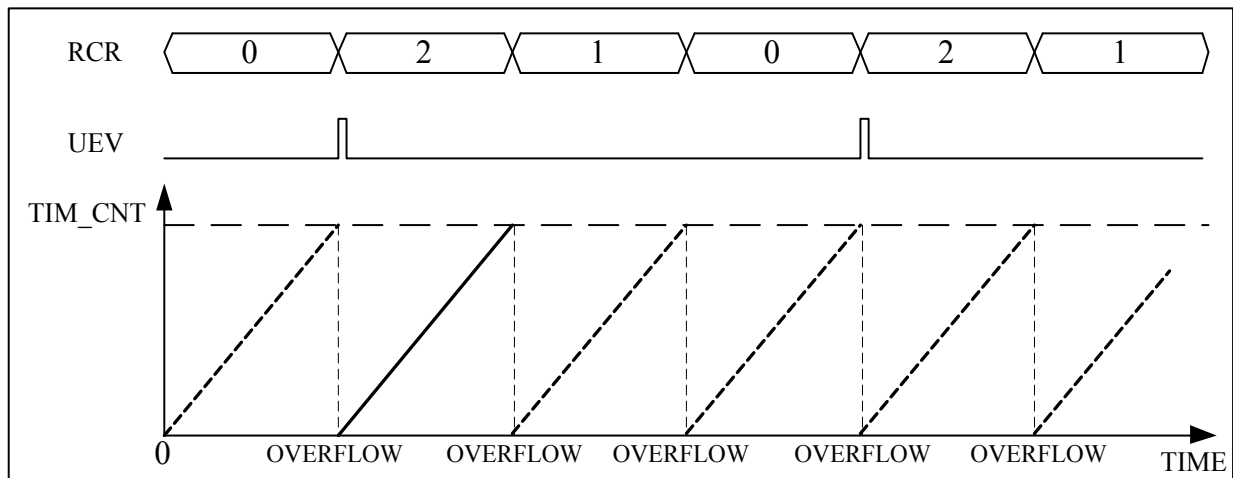 RCR 0 2 1 0 2 1
UEV
TIM_CNT
0 OVERFLOW OVERFLOW OVERFLOW OVERFLOW OVERFLOW
TIME